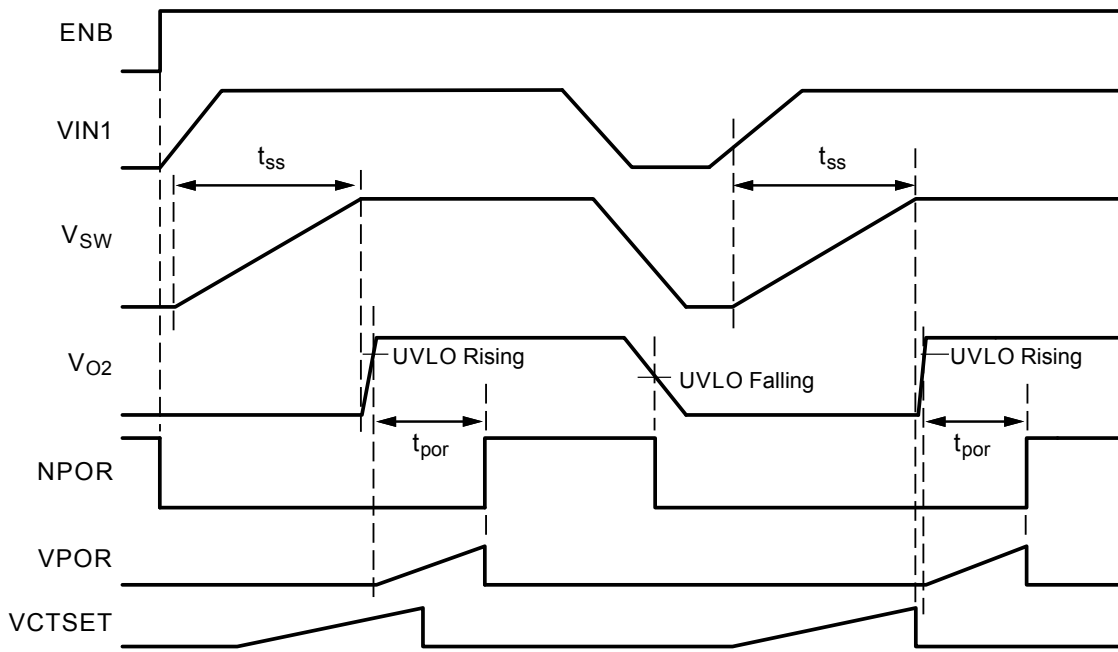 ENB
VIN1
tss
tss
VSW
VO2
UVLO Rising
UVLO Falling
UVLO Rising
tpor
tpor
NPOR
VPOR
VCTSET